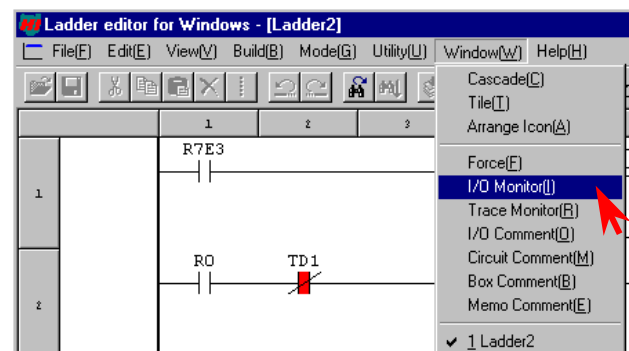 Ladder editor for Windows - [Ladder2]
File(F) Edit(E) View(V) Build(B) Mode(G) Utility(U) Window(W) Help(H)
1 2 3
Cascade(C)
Tile(T)
Arrange Icon(A)
Force(F)
I/O Monitor(I)
Trace Monitor(R)
I/O Comment(O)
Circuit Comment(M)
Box Comment(B)
Memo Comment(E)
✔ 1 Ladder2
R7E3
1
R0 TD1
2